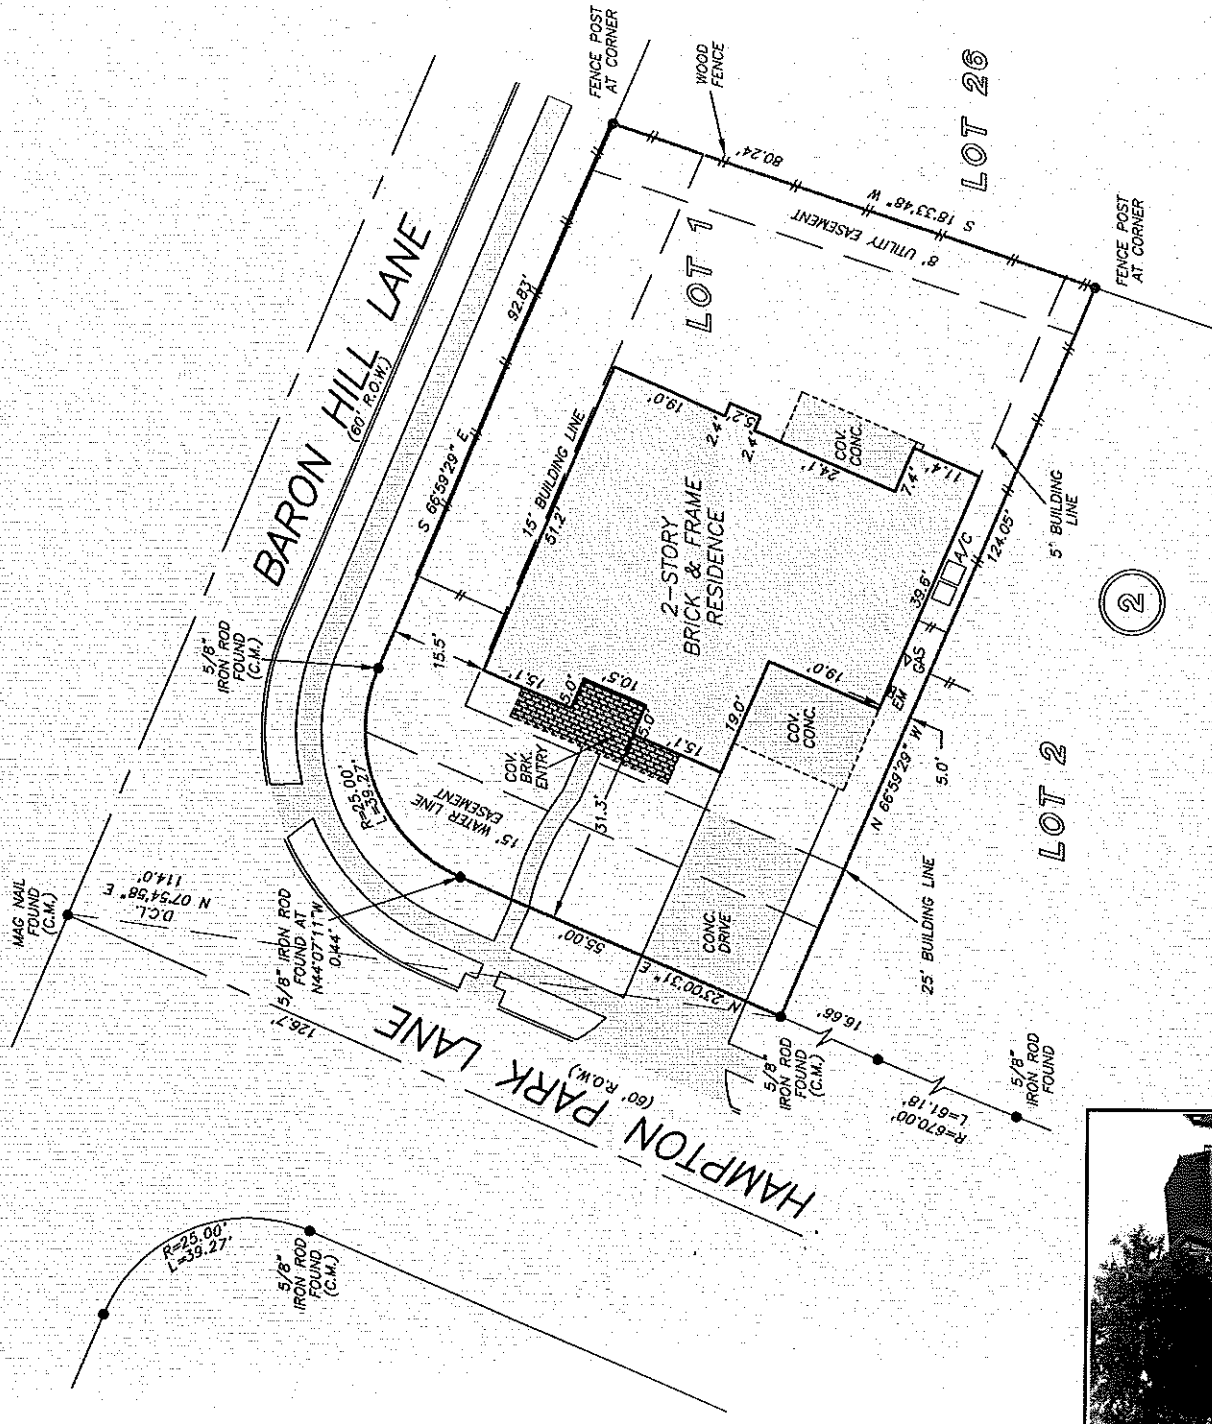 FENCE POST
AT CORNER
WOOD
FENCE
LOT 26
BARON HILL LANE
(60' R.O.W.)
92.83'
S 66°59'29" E
80.24'
S 18°33'48" W
8' UTILITY EASEMENT
LOT 1
FENCE POST
AT CORNER
15' BUILDING LINE
51.2'
19.0'
2.4'
5.2'
2.4'
24.1'
COV.
CONC.
7.4'
11.4'
2-STORY
BRICK & FRAME
RESIDENCE
5/8"
IRON ROD
FOUND
(C.M.)
15.5'
15.1'
5.0'
10.5'
5.0'
15.1'
19.0'
19.0'
COV.
CONC.
39.6'
A/C
GAS
EM
124.05'
5' BUILDING
LINE
2
N 66°59'29" W
5.0'
LOT 2
R=25.00'
L=39.27'
15' WATER LINE
EASEMENT
COV.
BRK.
ENTRY
31.3'
MAG NAIL
FOUND
(C.M.)
D.C.L.
N 07°54'58" E
114.0'
5/8" IRON ROD
FOUND AT
N44°07'11"W
0.44'
55.00'
N 23°00'31" E
CONC.
DRIVE
25' BUILDING LINE
126.7'
HAMPTON PARK LANE
(60' R.O.W.)
5/8"
IRON ROD
FOUND
(C.M.)
16.68'
R=670.00'
L=61.18'
5/8"
IRON ROD
FOUND
R=25.00'
L=39.27'
5/8"
IRON ROD
FOUND
(C.M.)